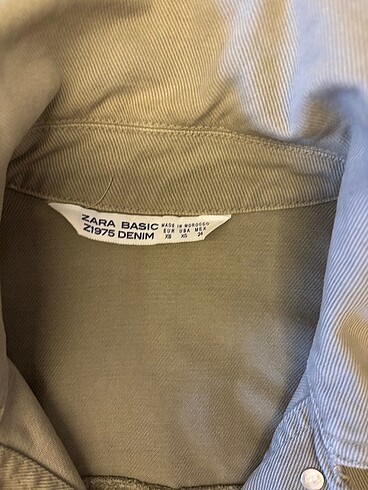 ZARA BASIC
Z1975 DENIM
MADE IN MOROCCO
EUR USA MEX
XS XS 24